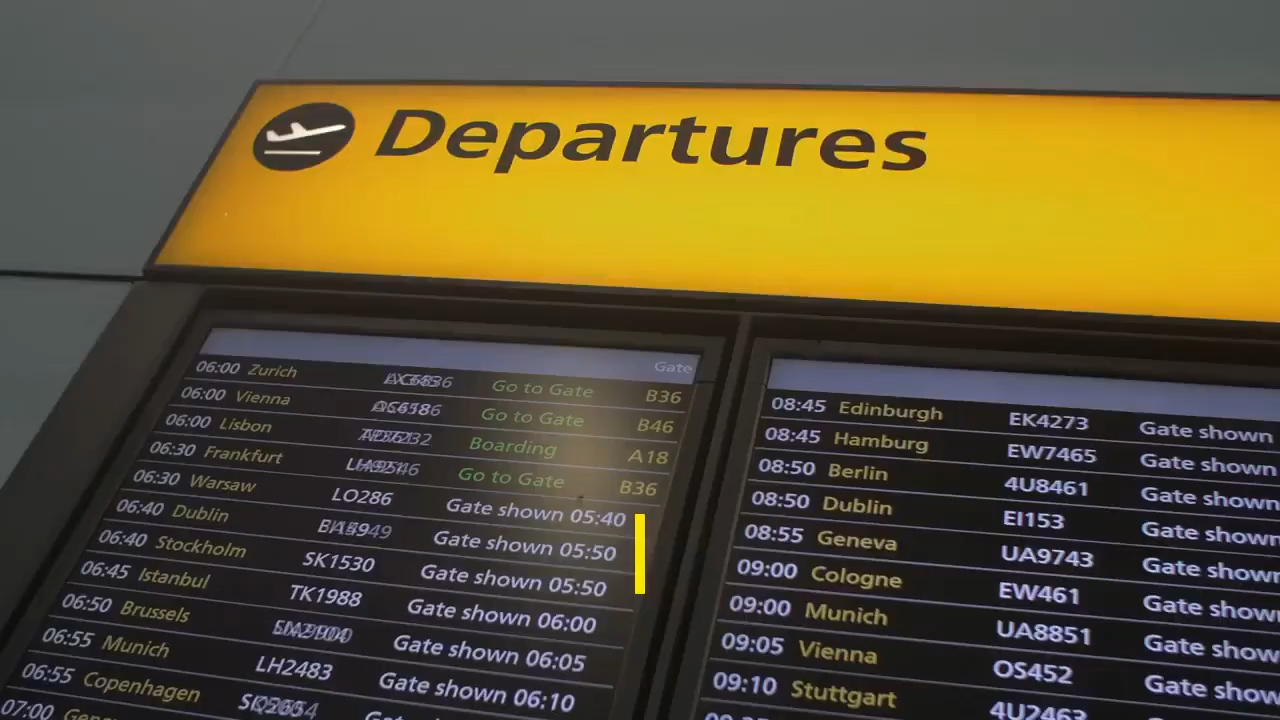 Departures
Gate
06:00 Zurich Go to Gate B36
06:00 Vienna Go to Gate B46
06:00 Lisbon Boarding A18
06:30 Frankfurt Go to Gate B36
06:30 Warsaw LO286 Gate shown 05:40
06:40 Dublin Gate shown 05:50
06:40 Stockholm SK1530 Gate shown 05:50
06:45 Istanbul TK1988 Gate shown 06:00
06:50 Brussels Gate shown 06:05
06:55 Munich LH2483 Gate shown 06:10
06:55 Copenhagen
07:00
08:45 Edinburgh EK4273 Gate shown
08:45 Hamburg EW7465 Gate shown
08:50 Berlin 4U8461 Gate shown
08:50 Dublin EI153 Gate shown
08:55 Geneva UA9743 Gate shown
09:00 Cologne EW461 Gate shown
09:00 Munich UA8851 Gate shown
09:05 Vienna OS452 Gate show
09:10 Stuttgart 4U2463